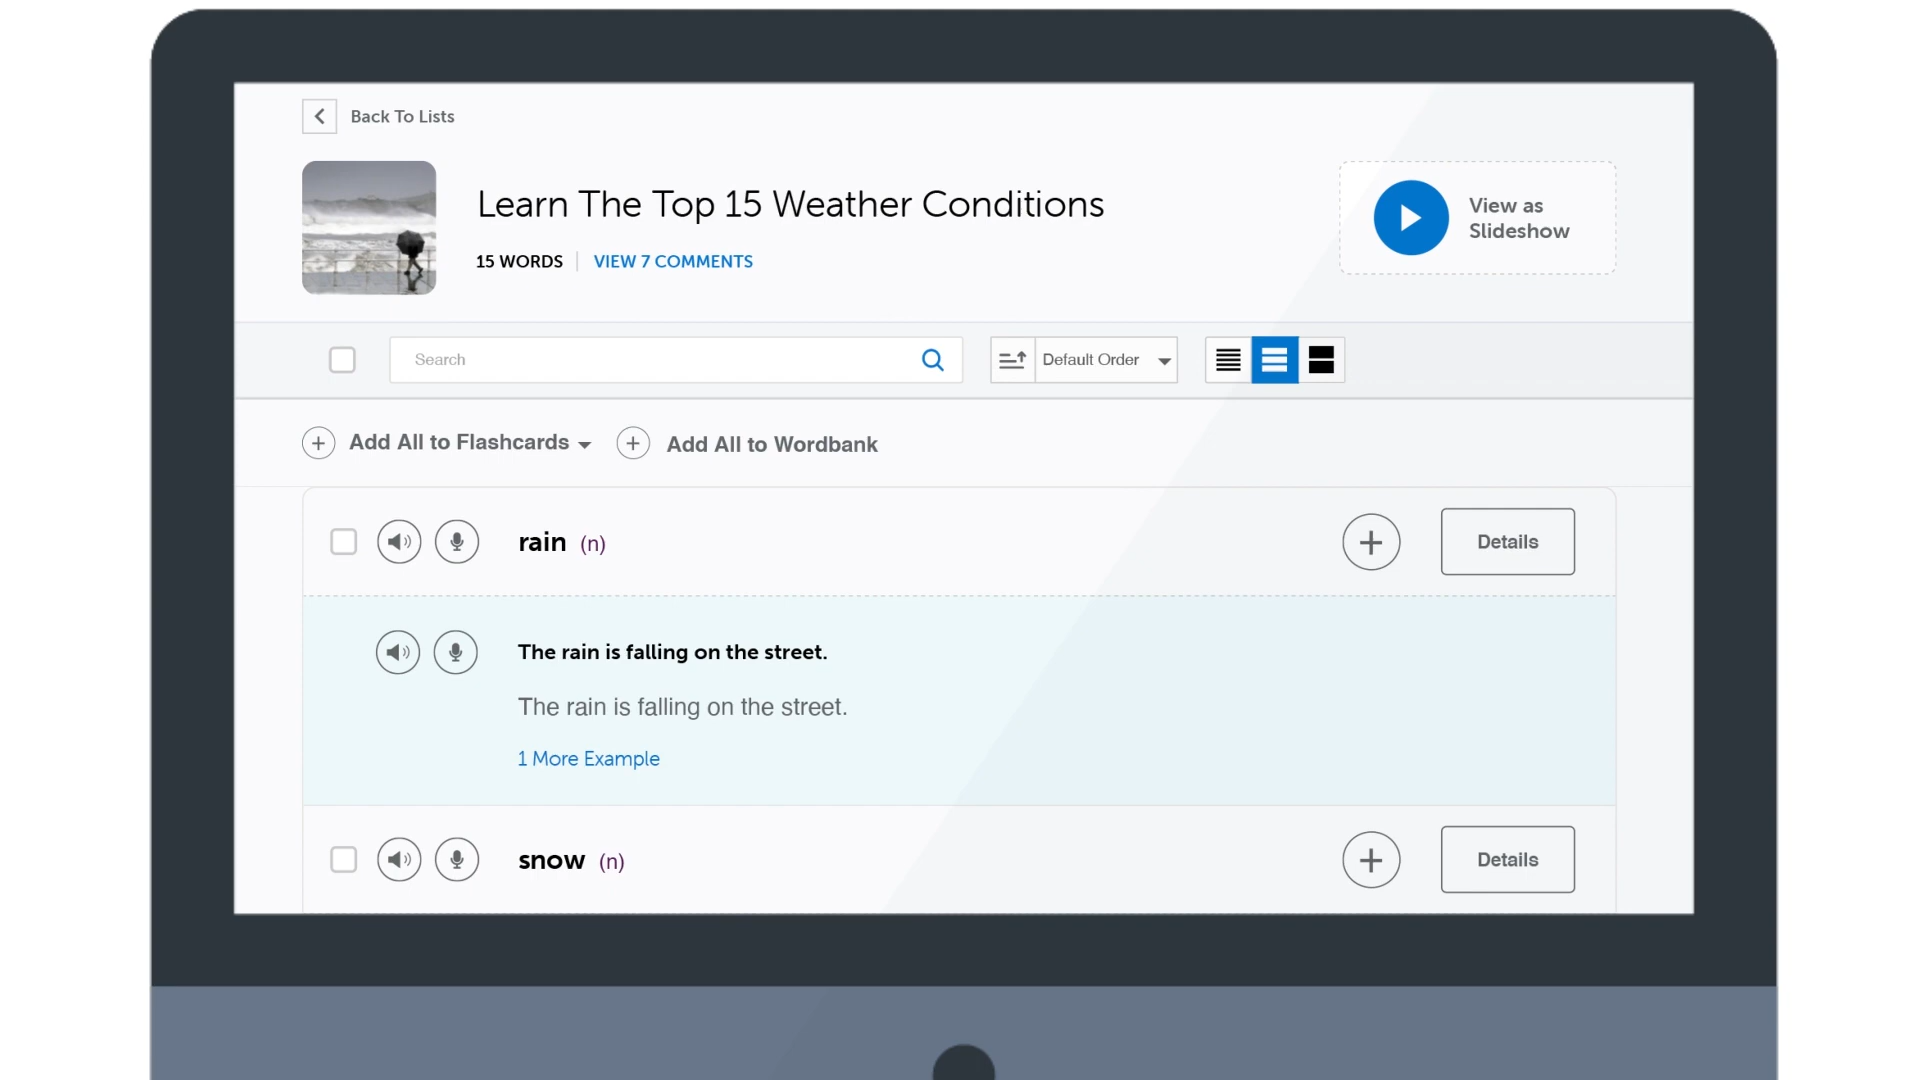 Back To Lists
Learn The Top 15 Weather Conditions
15 WORDS
VIEW 7 COMMENTS
View as
Slideshow
Search
Default Order
Add All to Flashcards
Add All to Wordbank
rain (n)
Details
The rain is falling on the street.
The rain is falling on the street.
1 More Example
snow (n)
Details